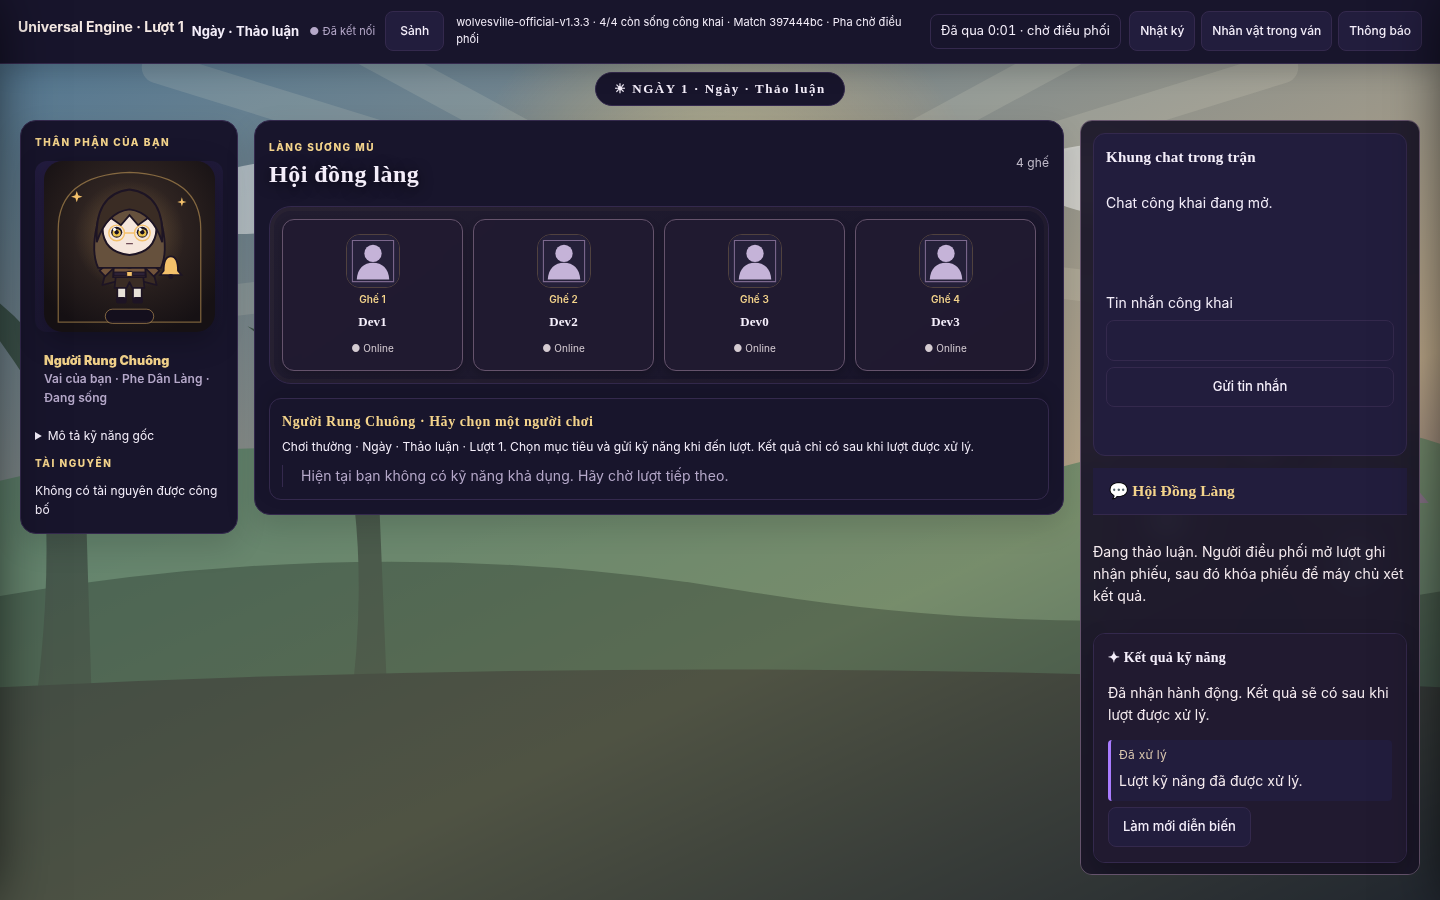 Universal Engine · Lượt 1
Ngày · Thảo luận
Đã kết nối
Sảnh
wolvesville-official-v1.3.3 · 4/4 còn sống công khai · Match 397444bc · Pha chờ điều
phối
Đã qua 0:01 · chờ điều phối
Nhật ký
Nhân vật trong ván
Thông báo
☀ NGÀY 1 · Ngày · Thảo luận
THÂN PHẬN CỦA BẠN
Người Rung Chuông
Vai của bạn · Phe Dân Làng ·
Đang sống
▶ Mô tả kỹ năng gốc
TÀI NGUYÊN
Không có tài nguyên được công
bố
LÀNG SƯƠNG MÙ
Hội đồng làng
4 ghế
Ghế 1
Dev1
Online
Ghế 2
Dev2
Online
Ghế 3
Dev0
Online
Ghế 4
Dev3
Online
Người Rung Chuông · Hãy chọn một người chơi
Chơi thường · Ngày · Thảo luận · Lượt 1. Chọn mục tiêu và gửi kỹ năng khi đến lượt. Kết quả chỉ có sau khi lượt được xử lý.
Hiện tại bạn không có kỹ năng khả dụng. Hãy chờ lượt tiếp theo.
Khung chat trong trận
Chat công khai đang mở.
Tin nhắn công khai
Gửi tin nhắn
💬 Hội Đồng Làng
Đang thảo luận. Người điều phối mở lượt ghi
nhận phiếu, sau đó khóa phiếu để máy chủ xét
kết quả.
✦ Kết quả kỹ năng
Đã nhận hành động. Kết quả sẽ có sau khi
lượt được xử lý.
Đã xử lý
Lượt kỹ năng đã được xử lý.
Làm mới diễn biến